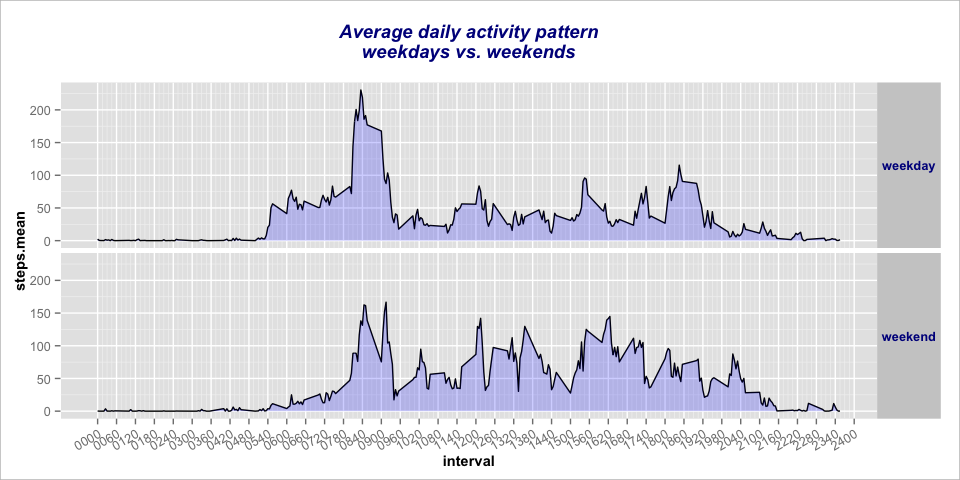 Average daily activity pattern
weekdays vs. weekends
steps.mean
200
150
100
50
0
weekday
200
150
100
50
0
weekend
0000 0060 0120 0180 0240 0300 0360 0420 0480 0540 0600 0660 0720 0780 0840 0900 0960 1020 1080 1140 1200 1260 1320 1380 1440 1500 1560 1620 1680 1740 1800 1860 1920 1980 2040 2100 2160 2220 2280 2340 2400
interval